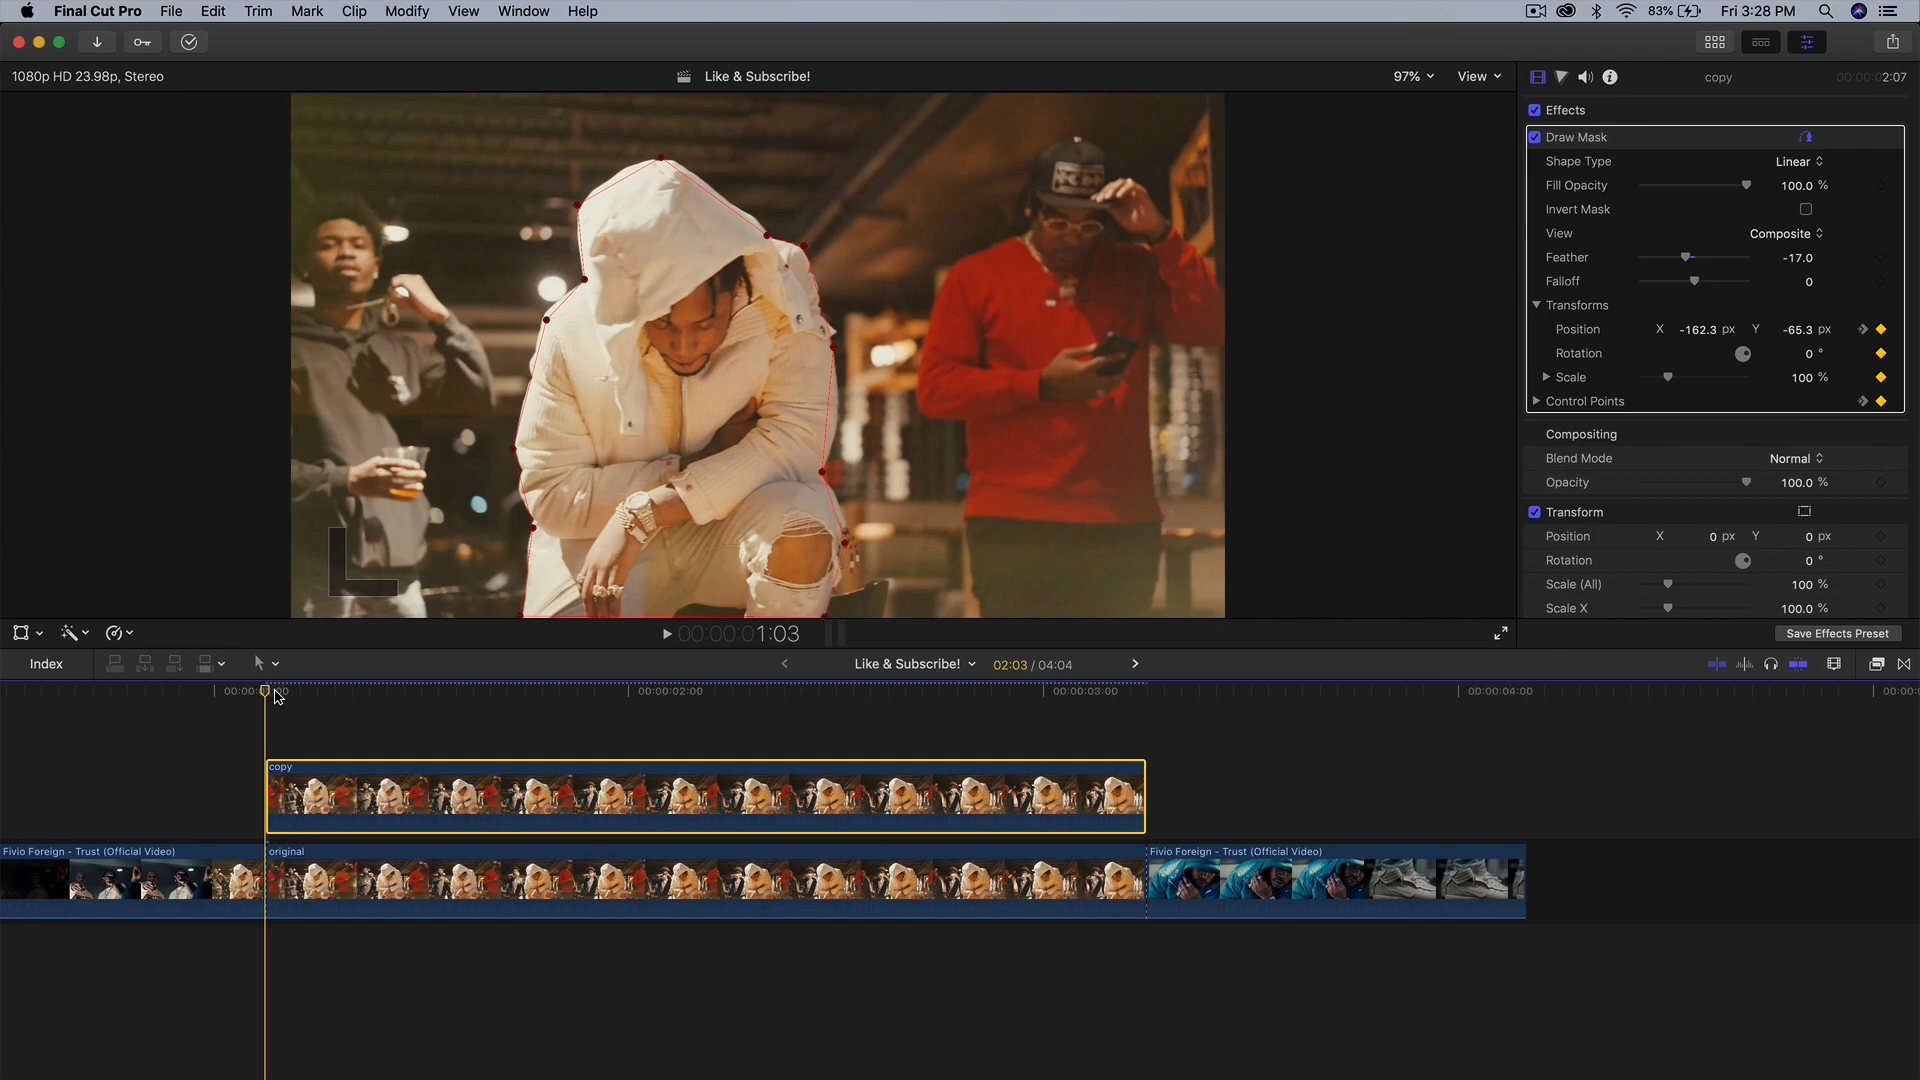 Final Cut Pro File Edit Trim Mark Clip Modify View Window Help 83% Fri 3:28 PM
1080p HD 23.98p, Stereo Like & Subscribe! 97% View copy 00:00:02:07
Effects
Draw Mask
Shape Type Linear
Fill Opacity 100.0 %
Invert Mask
View Composite
Feather -17.0
Falloff 0
Transforms
Position X -162.3 px Y -65.3 px
Rotation 0 °
Scale 100 %
Control Points
Compositing
Blend Mode Normal
Opacity 100.0 %
Transform
Position X 0 px Y 0 px
Rotation 0 °
Scale (All) 100 %
Scale X 100.0 %
00:00:01:03 Save Effects Preset
Index Like & Subscribe! 02:03 / 04:04
00:00:02:00 00:00:03:00 00:00:04:00
copy
Fivio Foreign - Trust (Official Video) original Fivio Foreign - Trust (Official Video)